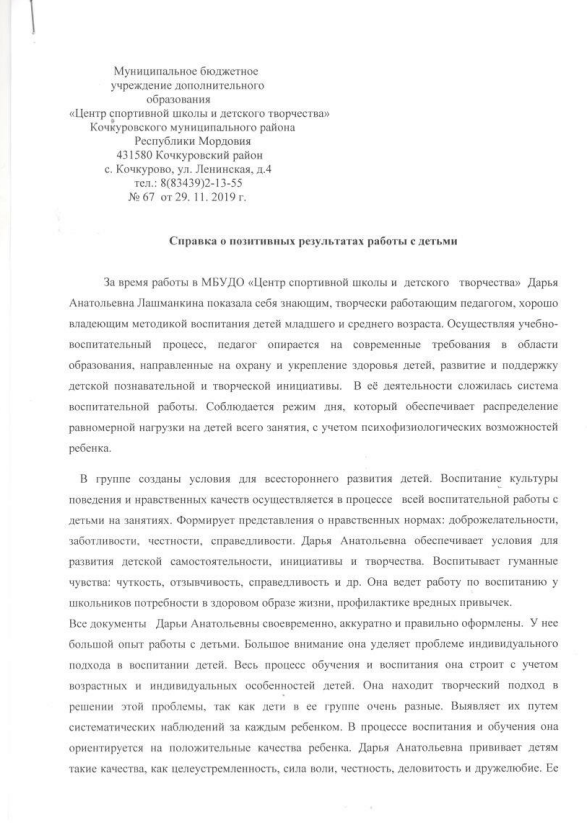 Муниципальное бюджетное
учреждение дополнительного
образования
«Центр спортивной школы и детского творчества»
Кочкуровского муниципального района
Республики Мордовия
431580 Кочкуровский район
с. Кочкурово, ул. Ленинская, д.4
тел.: 8(83439)2-13-55
№ 67 от 29. 11. 2019 г.
Справка о позитивных результатах работы с детьми
За время работы в МБУДО «Центр спортивной школы и детского творчества» Дарья
Анатольевна Лашманкина показала себя знающим, творчески работающим педагогом, хорошо
владеющим методикой воспитания детей младшего и среднего возраста. Осуществляя учебно-
воспитательный процесс, педагог опирается на современные требования в области
образования, направленные на охрану и укрепление здоровья детей, развитие и поддержку
детской познавательной и творческой инициативы. В её деятельности сложилась система
воспитательной работы. Соблюдается режим дня, который обеспечивает распределение
равномерной нагрузки на детей всего занятия, с учетом психофизиологических возможностей
ребенка.
В группе созданы условия для всестороннего развития детей. Воспитание культуры
поведения и нравственных качеств осуществляется в процессе всей воспитательной работы с
детьми на занятиях. Формирует представления о нравственных нормах: доброжелательности,
заботливости, честности, справедливости. Дарья Анатольевна обеспечивает условия для
развития детской самостоятельности, инициативы и творчества. Воспитывает гуманные
чувства: чуткость, отзывчивость, справедливость и др. Она ведет работу по воспитанию у
школьников потребности в здоровом образе жизни, профилактике вредных привычек.
Все документы Дарьи Анатольевны своевременно, аккуратно и правильно оформлены. У нее
большой опыт работы с детьми. Большое внимание она уделяет проблеме индивидуального
подхода в воспитании детей. Весь процесс обучения и воспитания она строит с учетом
возрастных и индивидуальных особенностей детей. Она находит творческий подход в
решении этой проблемы, так как дети в ее группе очень разные. Выявляет их путем
систематических наблюдений за каждым ребенком. В процессе воспитания и обучения она
ориентируется на положительные качества ребенка. Дарья Анатольевна прививает детям
такие качества, как целеустремленность, сила воли, честность, деловитость и дружелюбие. Ее